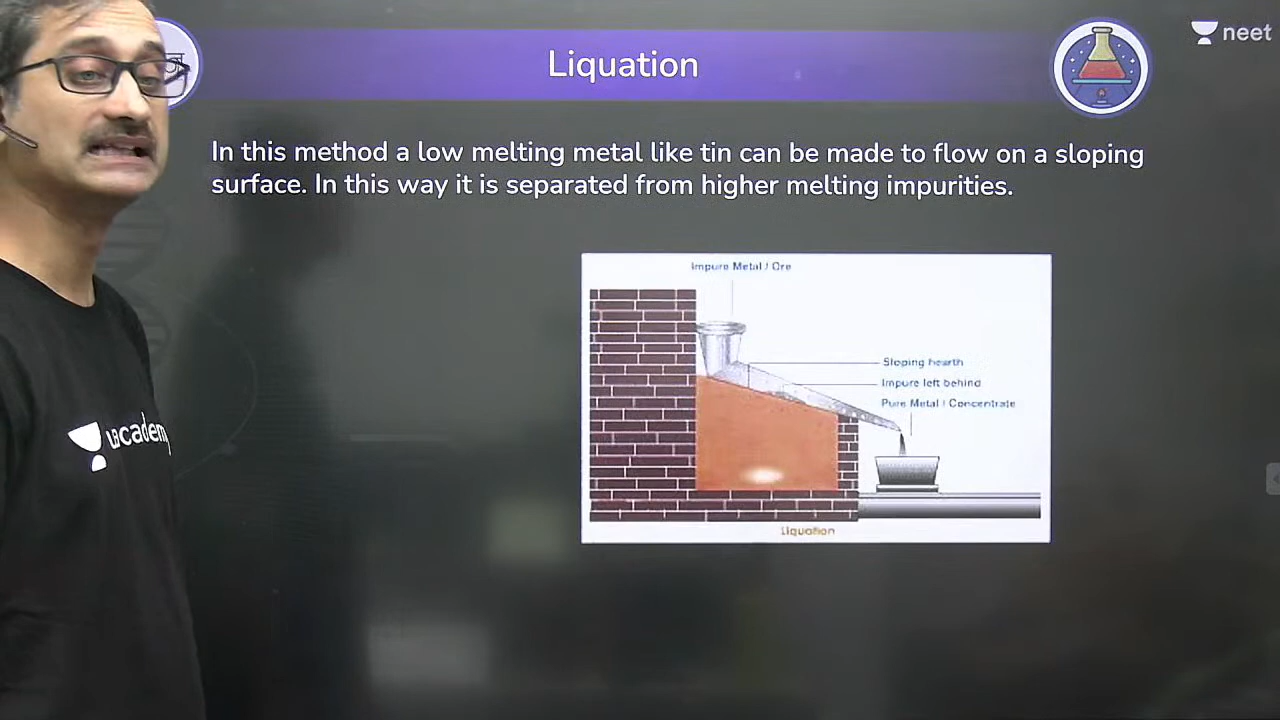 Liquation
neet
In this method a low melting metal like tin can be made to flow on a sloping
surface. In this way it is separated from higher melting impurities.
Impure Metal / Ore
Sloping hearth
Impure left behind
Pure Metal / Concentrate
unacademy
Liquation